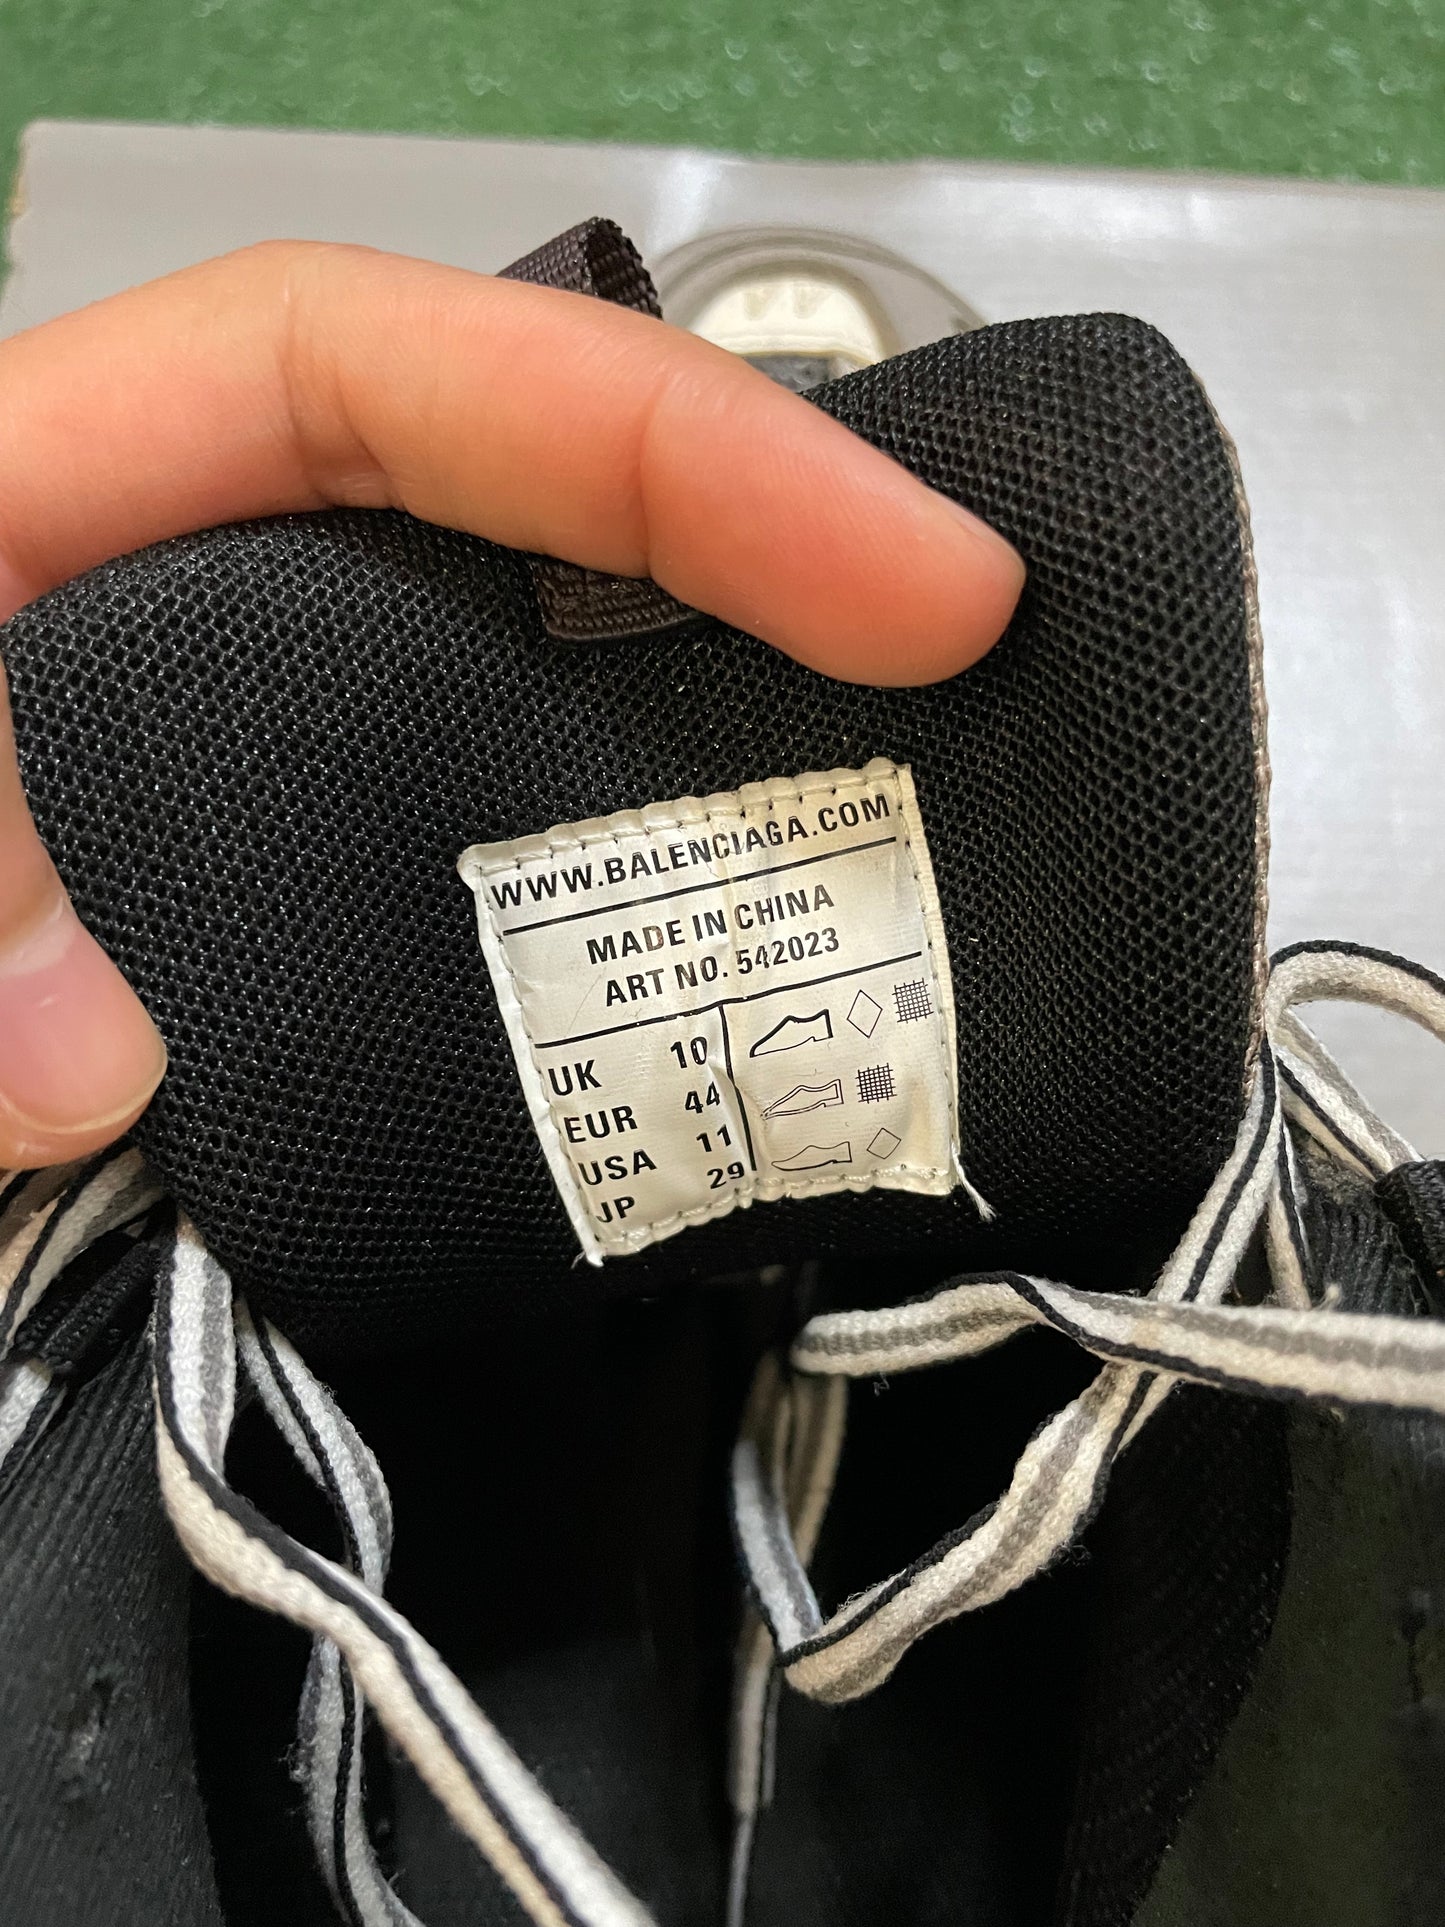 WWW.BALENCIAGA.COM
MADE IN CHINA
ART NO. 542023
UK 10
EUR 44
USA 11
JP 29